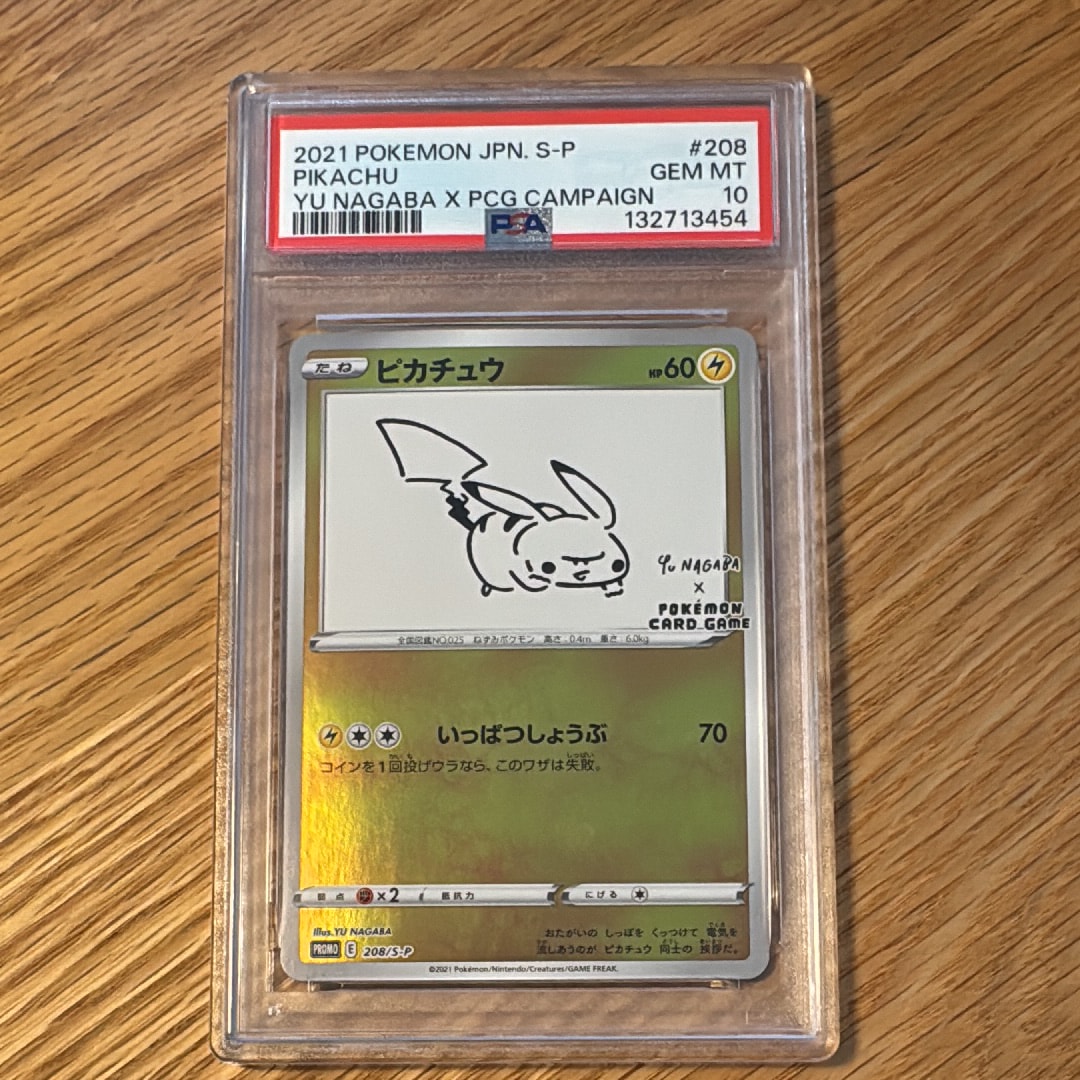 2021 POKEMON JPN. S-P #208
PIKACHU GEM MT
YU NAGABA X PCG CAMPAIGN 10
PSA 132713454
たね ピカチュウ HP60
YU NAGABA
×
POKÉMON
CARD GAME
全国図鑑NO.025 ねずみポケモン 高さ:0.4m 重さ:6.0kg
いっぱつしょうぶ 70
コインを1回投げウラなら、このワザは失敗。
弱点 ×2 抵抗力 にげる
Illus.YU NAGABA
おたがいの しっぽを くっつけて 電気を
流しあうのが ピカチュウ 同士の 挨拶だ。
PROMO E 208/S-P
©2021 Pokémon/Nintendo/Creatures/GAME FREAK.